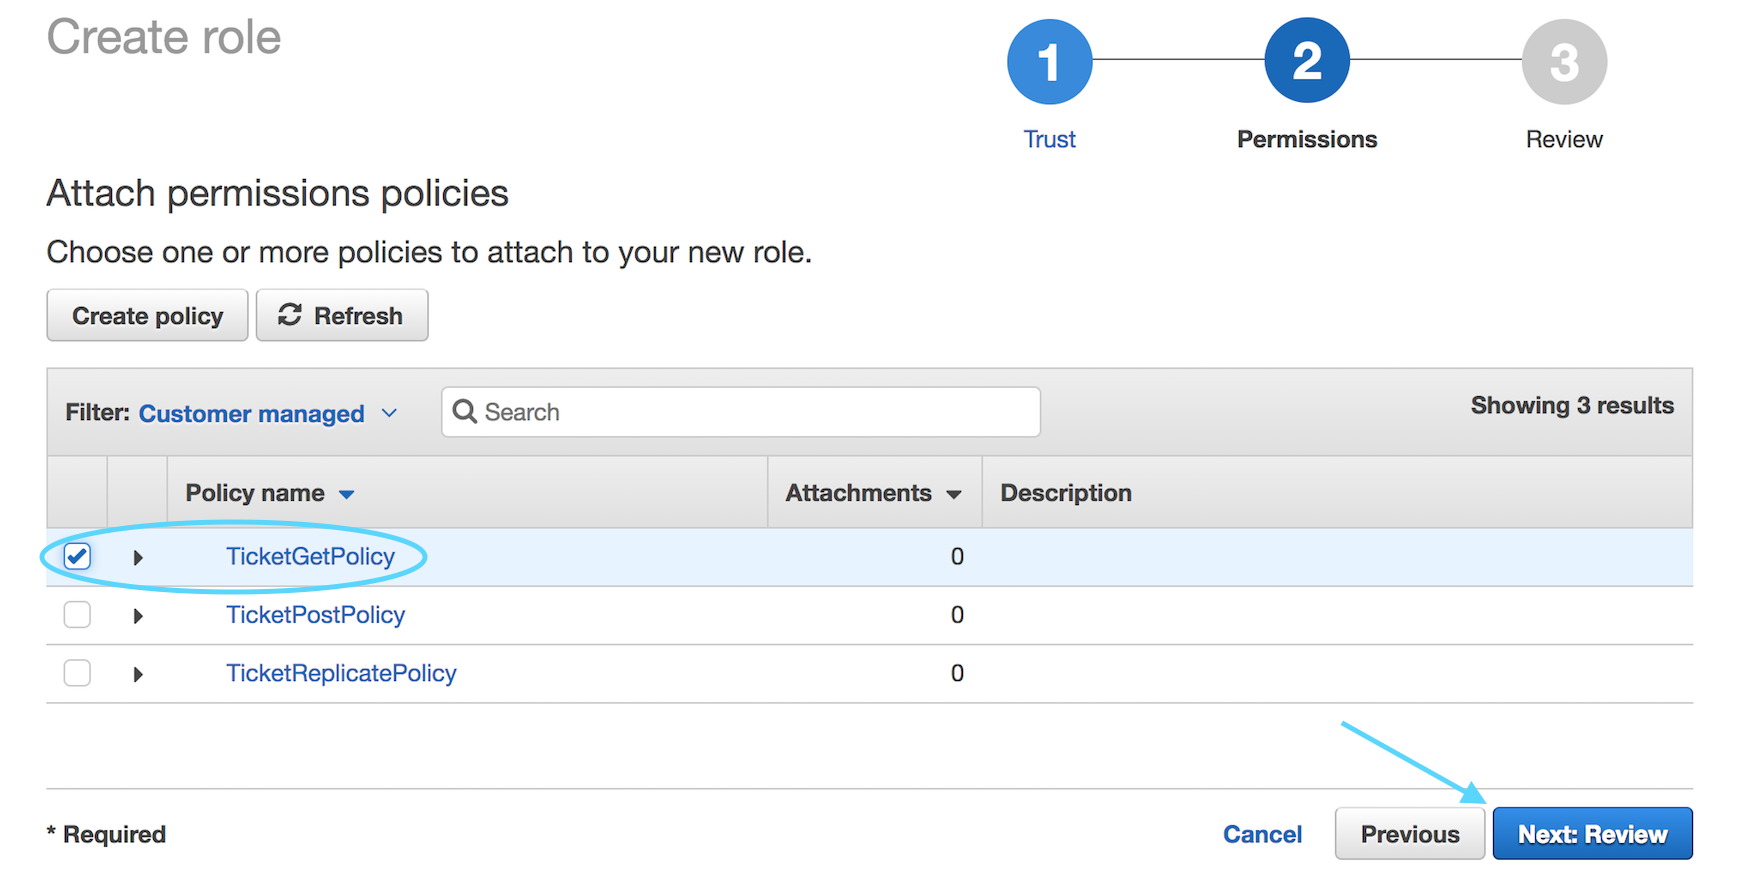 Create role
1 2 3
Trust Permissions Review
Attach permissions policies
Choose one or more policies to attach to your new role.
Create policy Refresh
Filter: Customer managed Search Showing 3 results
Policy name Attachments Description
TicketGetPolicy 0
TicketPostPolicy 0
TicketReplicatePolicy 0
* Required Cancel Previous Next: Review